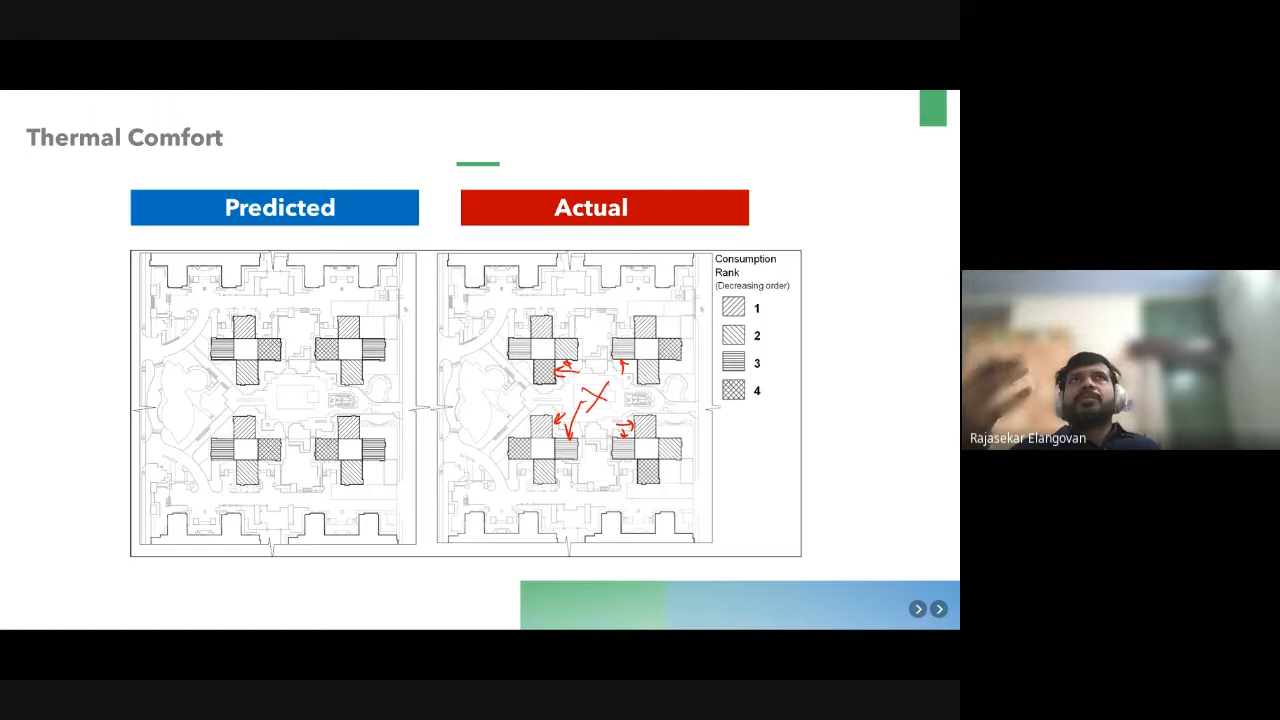 Thermal Comfort
Predicted
Actual
Consumption
Rank
(Decreasing order)
1
2
3
4
Rajasekar Elangovan